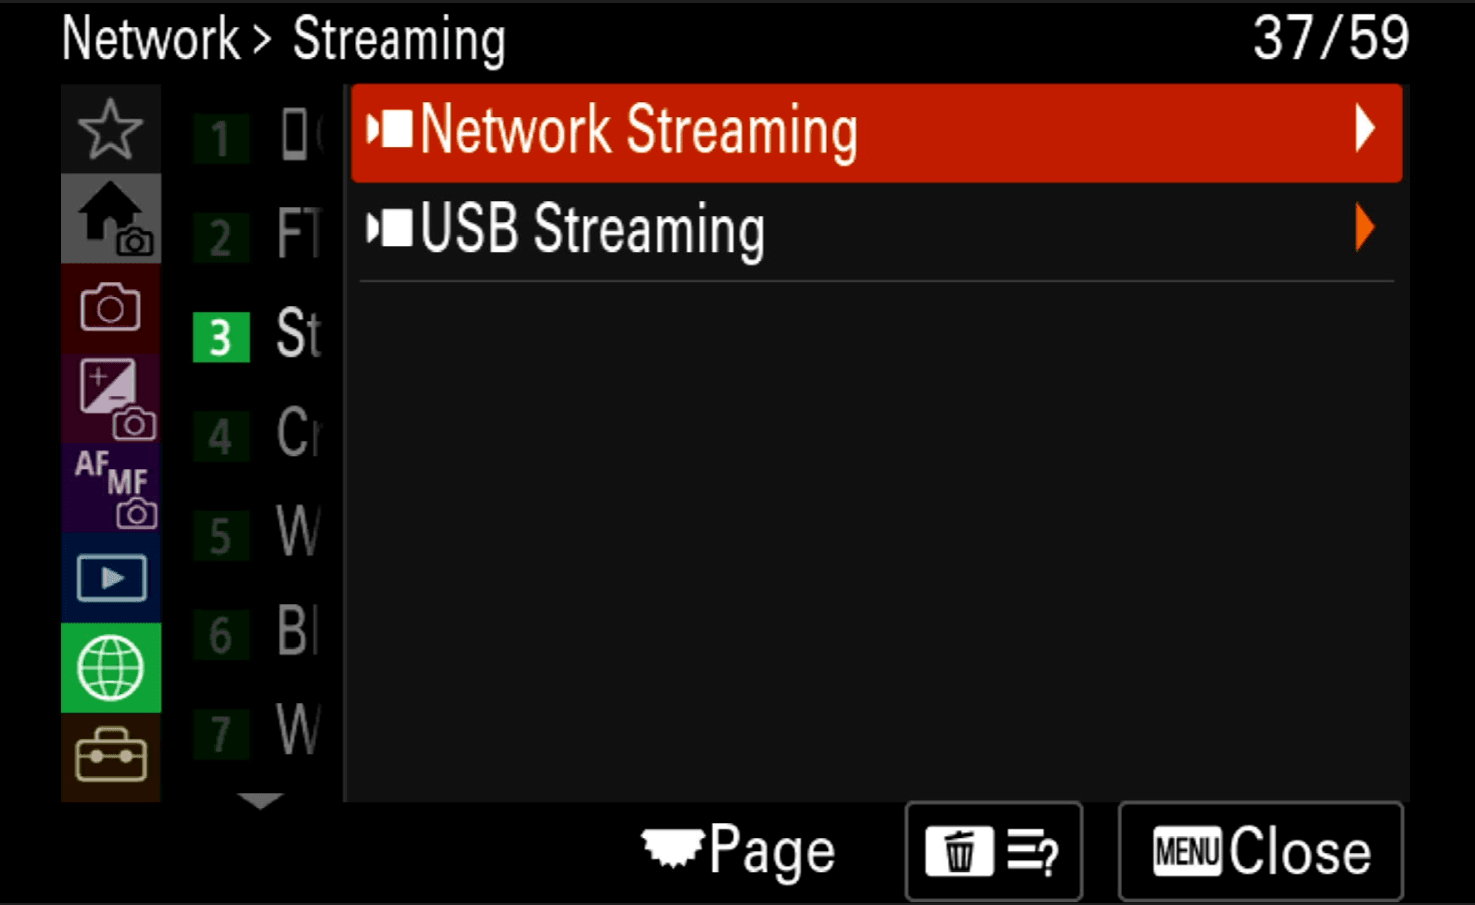 Network > Streaming 37/59
1
2 FT
3 St
4 Cr
5 W
6 Bl
7 W
Network Streaming
USB Streaming
AF MF
Page
MENU Close